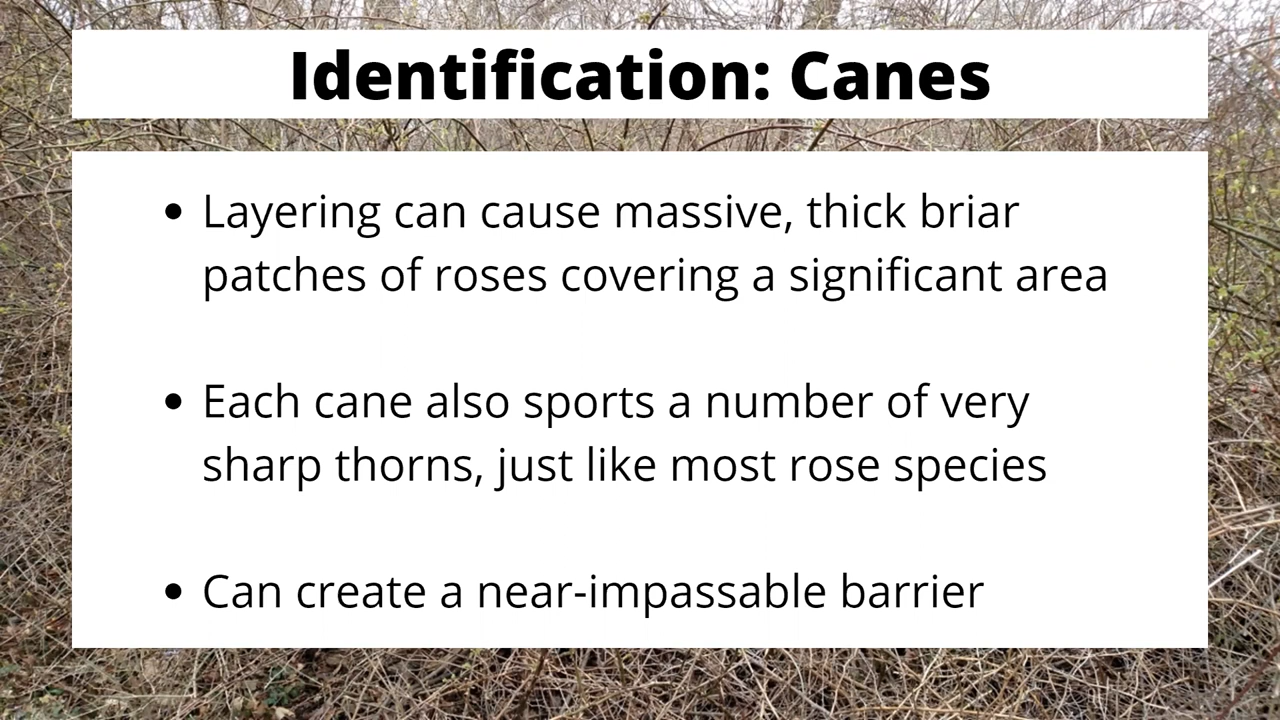 Identification: Canes
• Layering can cause massive, thick briar
patches of roses covering a significant area
• Each cane also sports a number of very
sharp thorns, just like most rose species
• Can create a near-impassable barrier